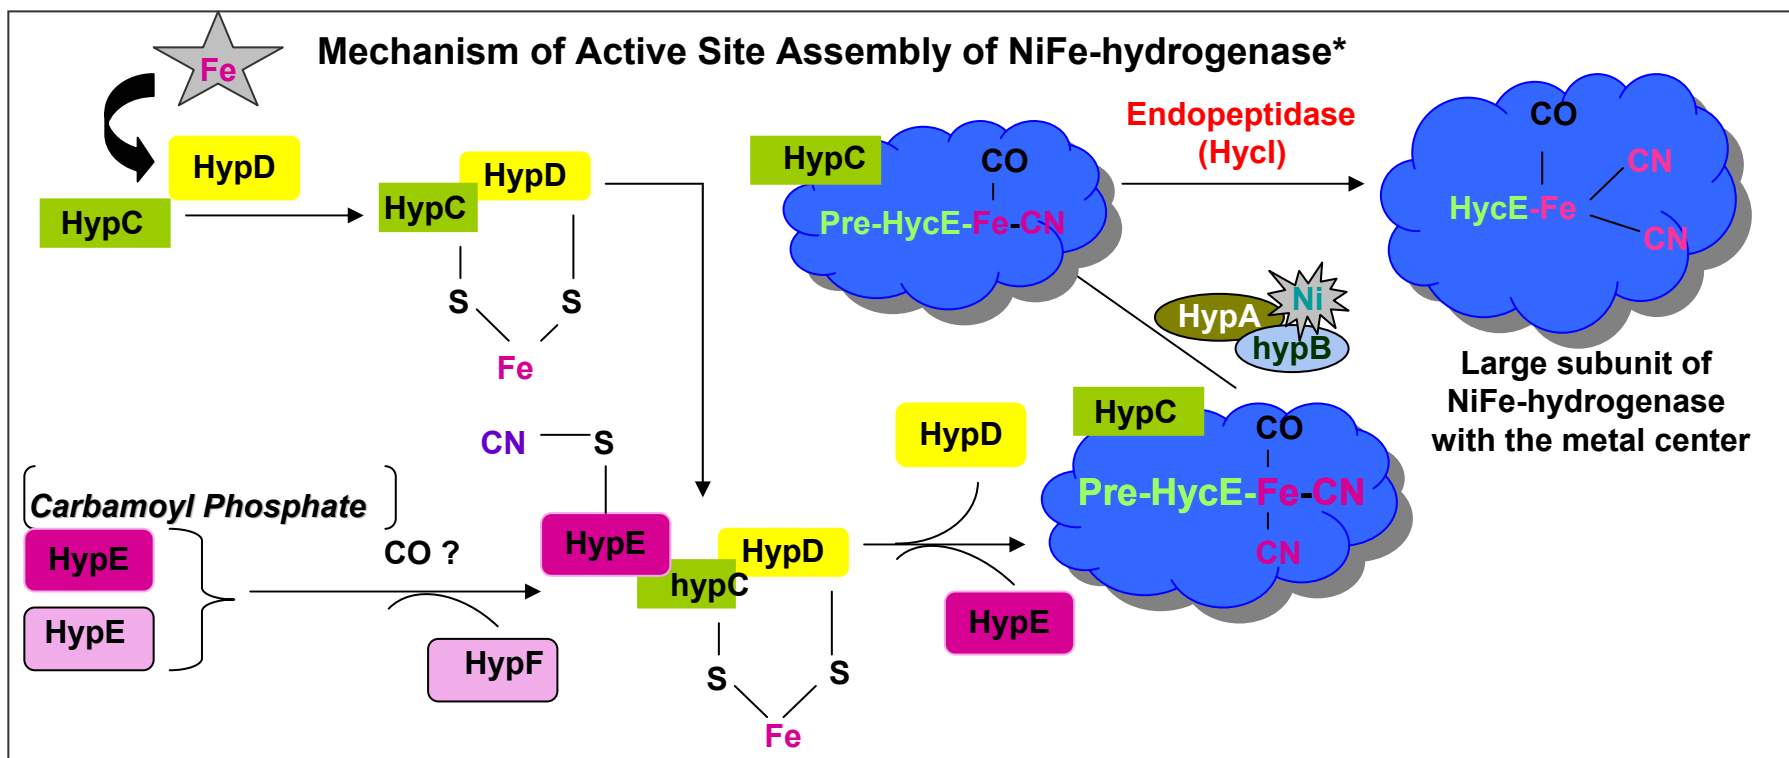 Mechanism of Active Site Assembly of NiFe-hydrogenase*
Fe
HypD
HypC
HypD
HypC
S
S
Fe
HypC
CO
Pre-HycE-Fe-CN
Endopeptidase
(HycI)
CO
CN
HycE-Fe
CN
Ni
HypA
hypB
Large subunit of
NiFe-hydrogenase
with the metal center
CN
S
Carbamoyl Phosphate
HypE
HypE
CO ?
HypF
HypE
HypD
hypC
S
S
Fe
HypD
HypE
HypC
CO
Pre-HycE-Fe-CN
CN